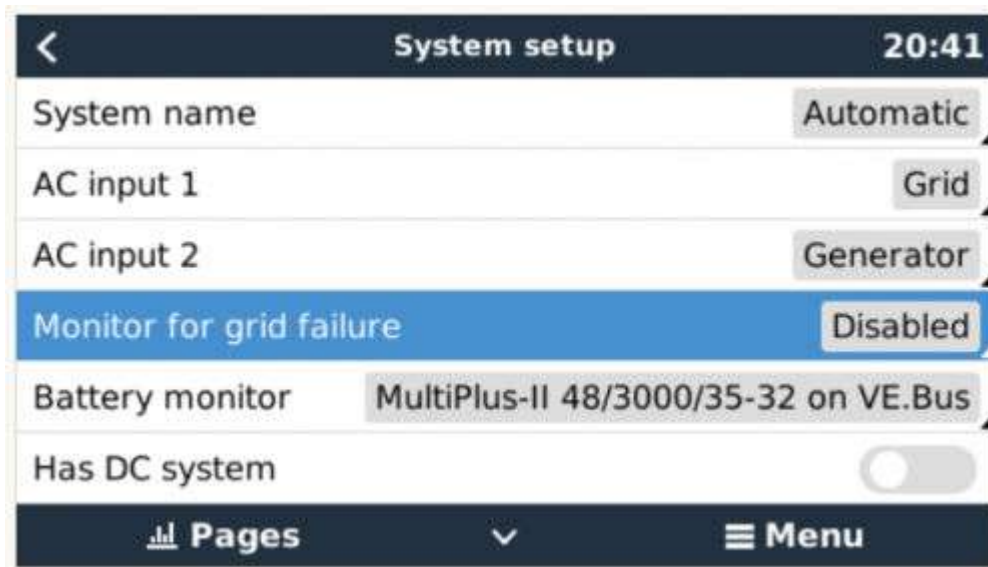 System setup 20:41
System name Automatic
AC input 1 Grid
AC input 2 Generator
Monitor for grid failure Disabled
Battery monitor MultiPlus-II 48/3000/35-32 on VE.Bus
Has DC system
Pages Menu